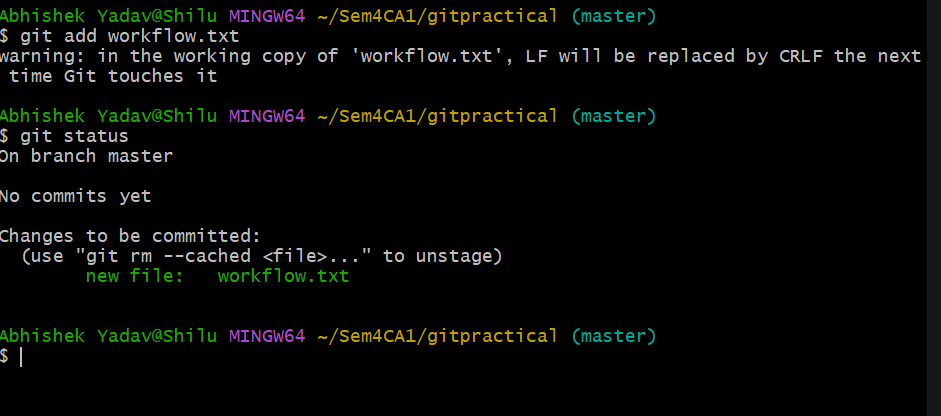 Abhishek Yadav@Shilu MINGW64 ~/Sem4CA1/gitpractical (master)
$ git add workflow.txt
warning: in the working copy of 'workflow.txt', LF will be replaced by CRLF the next
 time Git touches it
Abhishek Yadav@Shilu MINGW64 ~/Sem4CA1/gitpractical (master)
$ git status
On branch master
No commits yet
Changes to be committed:
  (use "git rm --cached <file>..." to unstage)
        new file:   workflow.txt
Abhishek Yadav@Shilu MINGW64 ~/Sem4CA1/gitpractical (master)
$